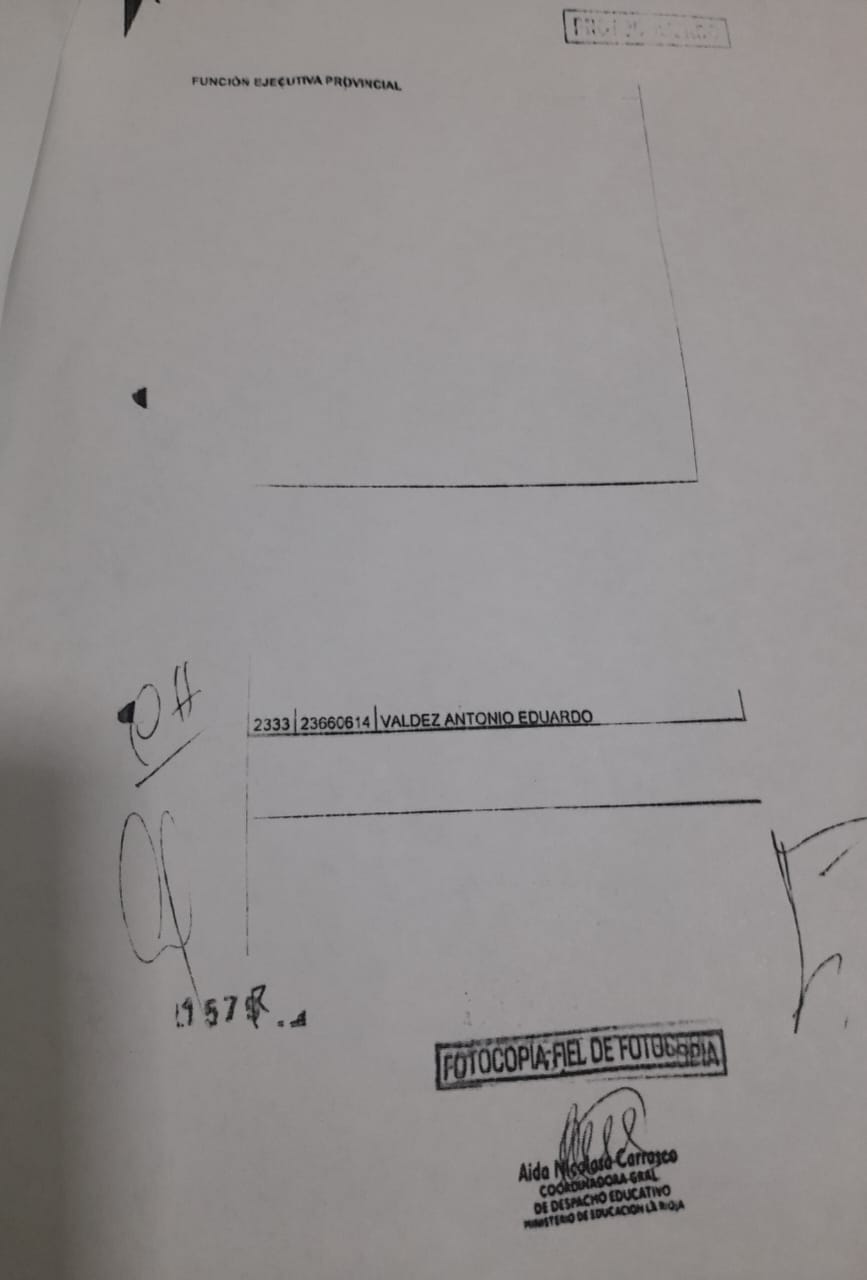 FUNCIÓN EJECUTIVA PROVINCIAL
2333 23660614 VALDEZ ANTONIO EDUARDO
FOTOCOPIA FIEL DE FOTOCOPIA
Aida Nicolasa Carrasco
COORDINADORA GRAL
DE DESPACHO EDUCATIVO
MINISTERIO DE EDUCACION LA RIOJA